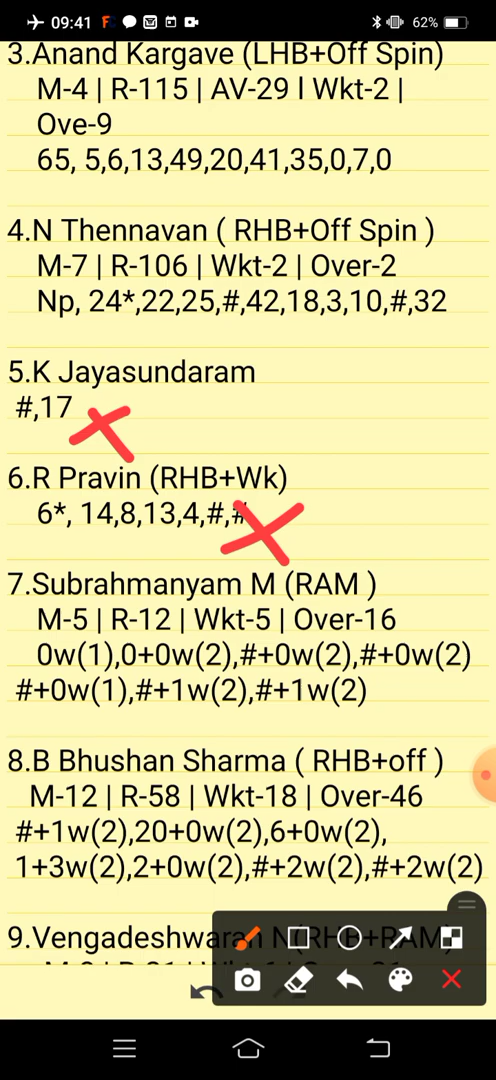 09:41
62%
3.Anand Kargave (LHB+Off Spin)
M-4 | R-115 | AV-29 l Wkt-2 |
Ove-9
65, 5,6,13,49,20,41,35,0,7,0
4.N Thennavan ( RHB+Off Spin )
M-7 | R-106 | Wkt-2 | Over-2
Np, 24*,22,25,#,42,18,3,10,#,32
5.K Jayasundaram
#,17
6.R Pravin (RHB+Wk)
6*, 14,8,13,4,#,#
7.Subrahmanyam M (RAM )
M-5 | R-12 | Wkt-5 | Over-16
0w(1),0+0w(2),#+0w(2),#+0w(2)
#+0w(1),#+1w(2),#+1w(2)
8.B Bhushan Sharma ( RHB+off )
M-12 | R-58 | Wkt-18 | Over-46
#+1w(2),20+0w(2),6+0w(2),
1+3w(2),2+0w(2),#+2w(2),#+2w(2)
9.Vengadeshwaran N(RHB+RAM)